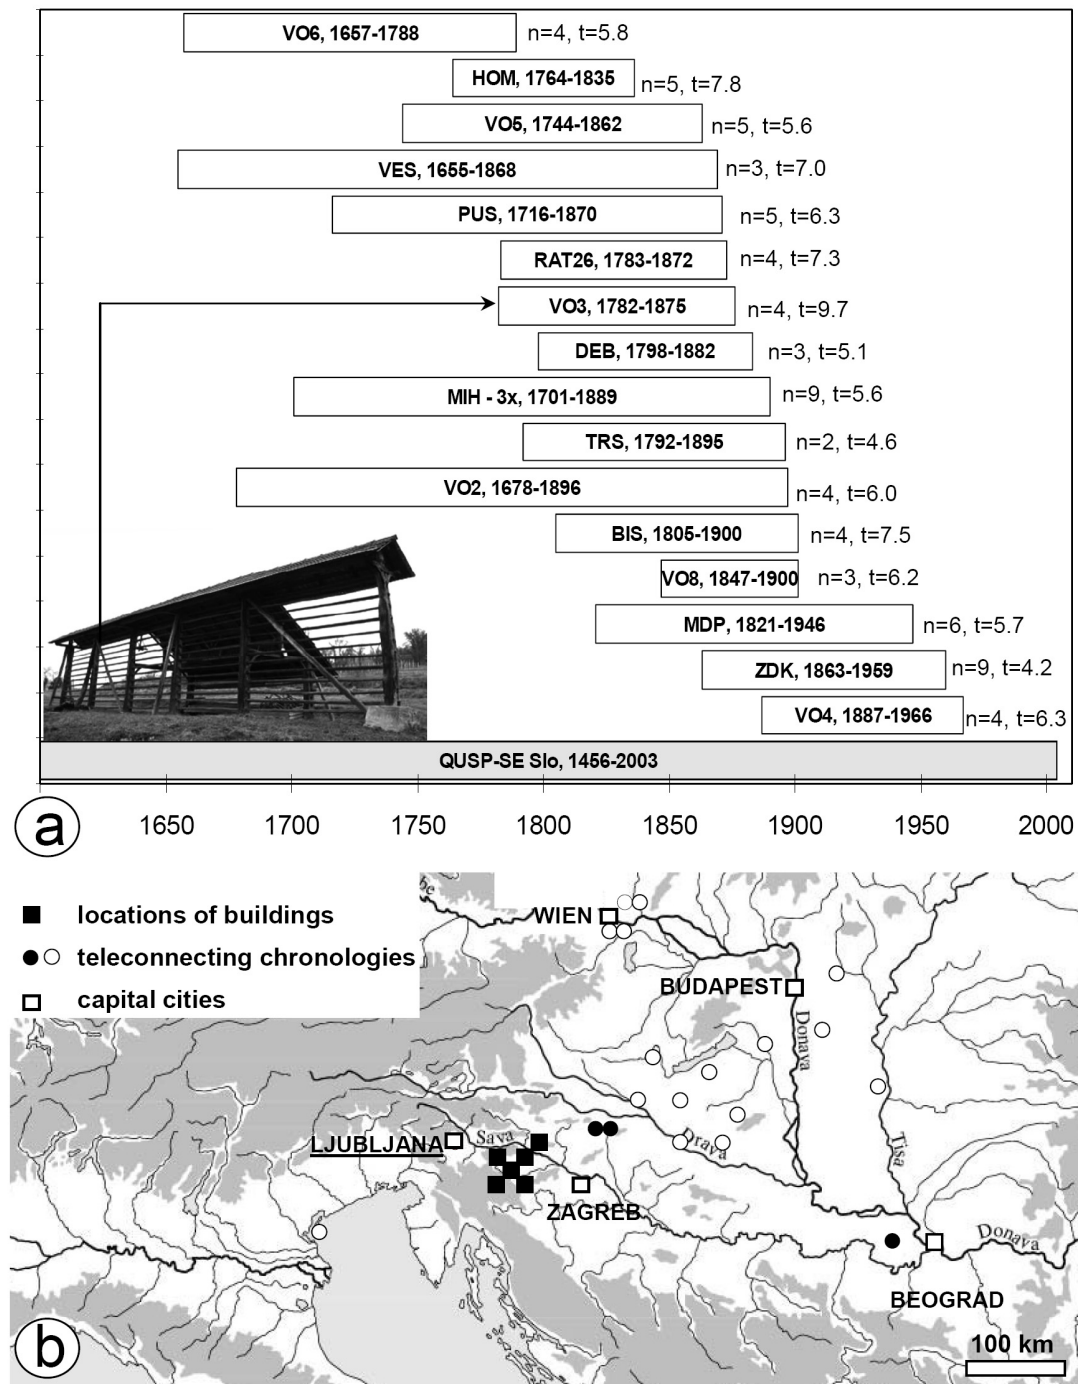 VO6, 1657-1788 n=4, t=5.8
HOM, 1764-1835 n=5, t=7.8
VO5, 1744-1862 n=5, t=5.6
VES, 1655-1868 n=3, t=7.0
PUS, 1716-1870 n=5, t=6.3
RAT26, 1783-1872 n=4, t=7.3
VO3, 1782-1875 n=4, t=9.7
DEB, 1798-1882 n=3, t=5.1
MIH - 3x, 1701-1889 n=9, t=5.6
TRS, 1792-1895 n=2, t=4.6
VO2, 1678-1896 n=4, t=6.0
BIS, 1805-1900 n=4, t=7.5
VO8, 1847-1900 n=3, t=6.2
MDP, 1821-1946 n=6, t=5.7
ZDK, 1863-1959 n=9, t=4.2
VO4, 1887-1966 n=4, t=6.3
QUSP-SE Slo, 1456-2003
a 1650 1700 1750 1800 1850 1900 1950 2000
be
locations of buildings
WIEN
teleconnecting chronologies
capital cities
BUDAPEST
Donava
LJUBLJANA
Sava
Drava
Tisa
ZAGREB
Donava
BEOGRAD
b
100 km